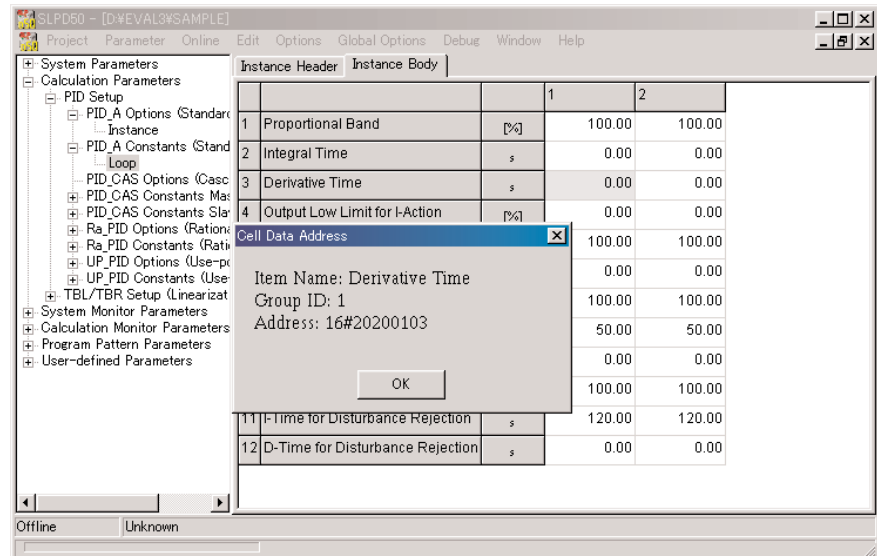 SLPD50 - [D:¥EVAL3¥SAMPLE]
Project Parameter Online Edit Options Global Options Debug Window Help
System Parameters
Calculation Parameters
PID Setup
PID_A Options (Standard
Instance
PID_A Constants (Stand
Loop
PID_CAS Options (Casc
PID_CAS Constants Mas
PID_CAS Constants Slav
Ra_PID Options (Rationa
Ra_PID Constants (Ratio
UP_PID Options (Use-po
UP_PID Constants (Use-
TBL/TBR Setup (Linearizat
System Monitor Parameters
Calculation Monitor Parameters
Program Pattern Parameters
User-defined Parameters
Instance Header Instance Body
1 2
1 Proportional Band [%] 100.00 100.00
2 Integral Time s 0.00 0.00
3 Derivative Time s 0.00 0.00
4 Output Low Limit for I-Action [%] 0.00 0.00
100.00 100.00
0.00 0.00
100.00 100.00
50.00 50.00
0.00 0.00
100.00 100.00
11 I-Time for Disturbance Rejection s 120.00 120.00
12 D-Time for Disturbance Rejection s 0.00 0.00
Cell Data Address
Item Name: Derivative Time
Group ID: 1
Address: 16#20200103
OK
Offline Unknown